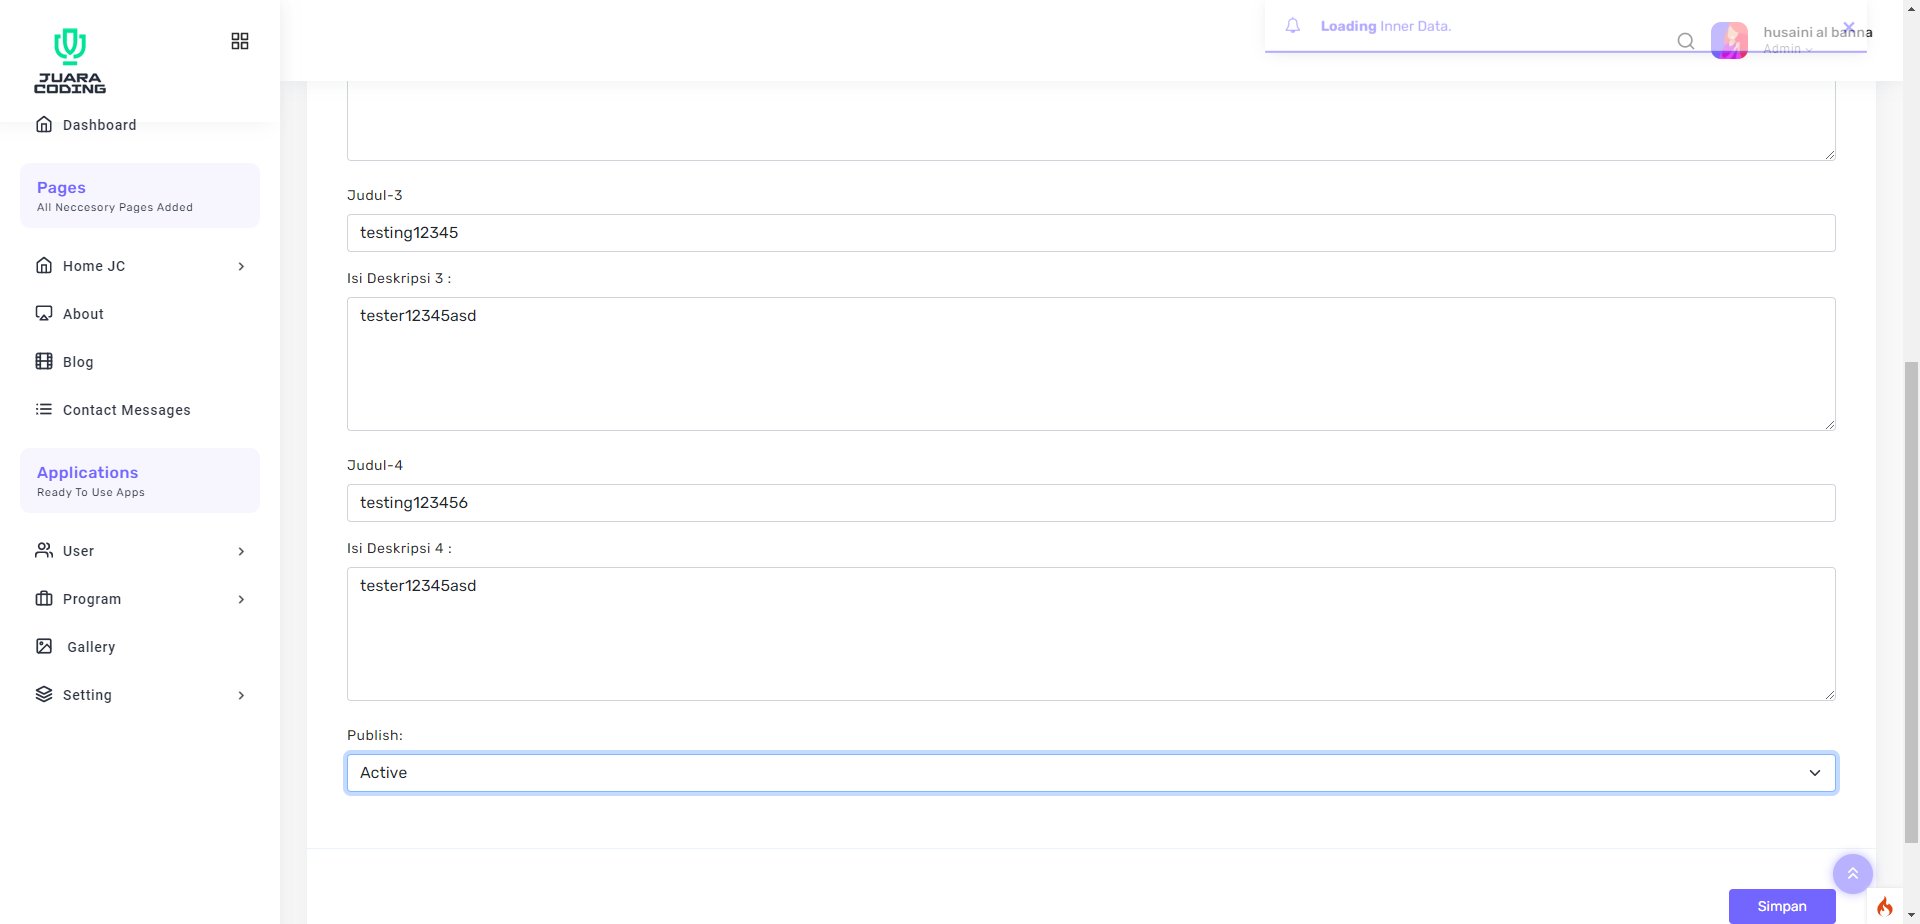 JUARA
CODING
Dashboard
Pages
All Neccesory Pages Added
Home JC
About
Blog
Contact Messages
Applications
Ready To Use Apps
User
Program
Gallery
Setting
Loading Inner Data.
husaini al banna
Admin
Judul-3
testing12345
Isi Deskripsi 3 :
tester12345asd
Judul-4
testing123456
Isi Deskripsi 4 :
tester12345asd
Publish:
Active
Simpan